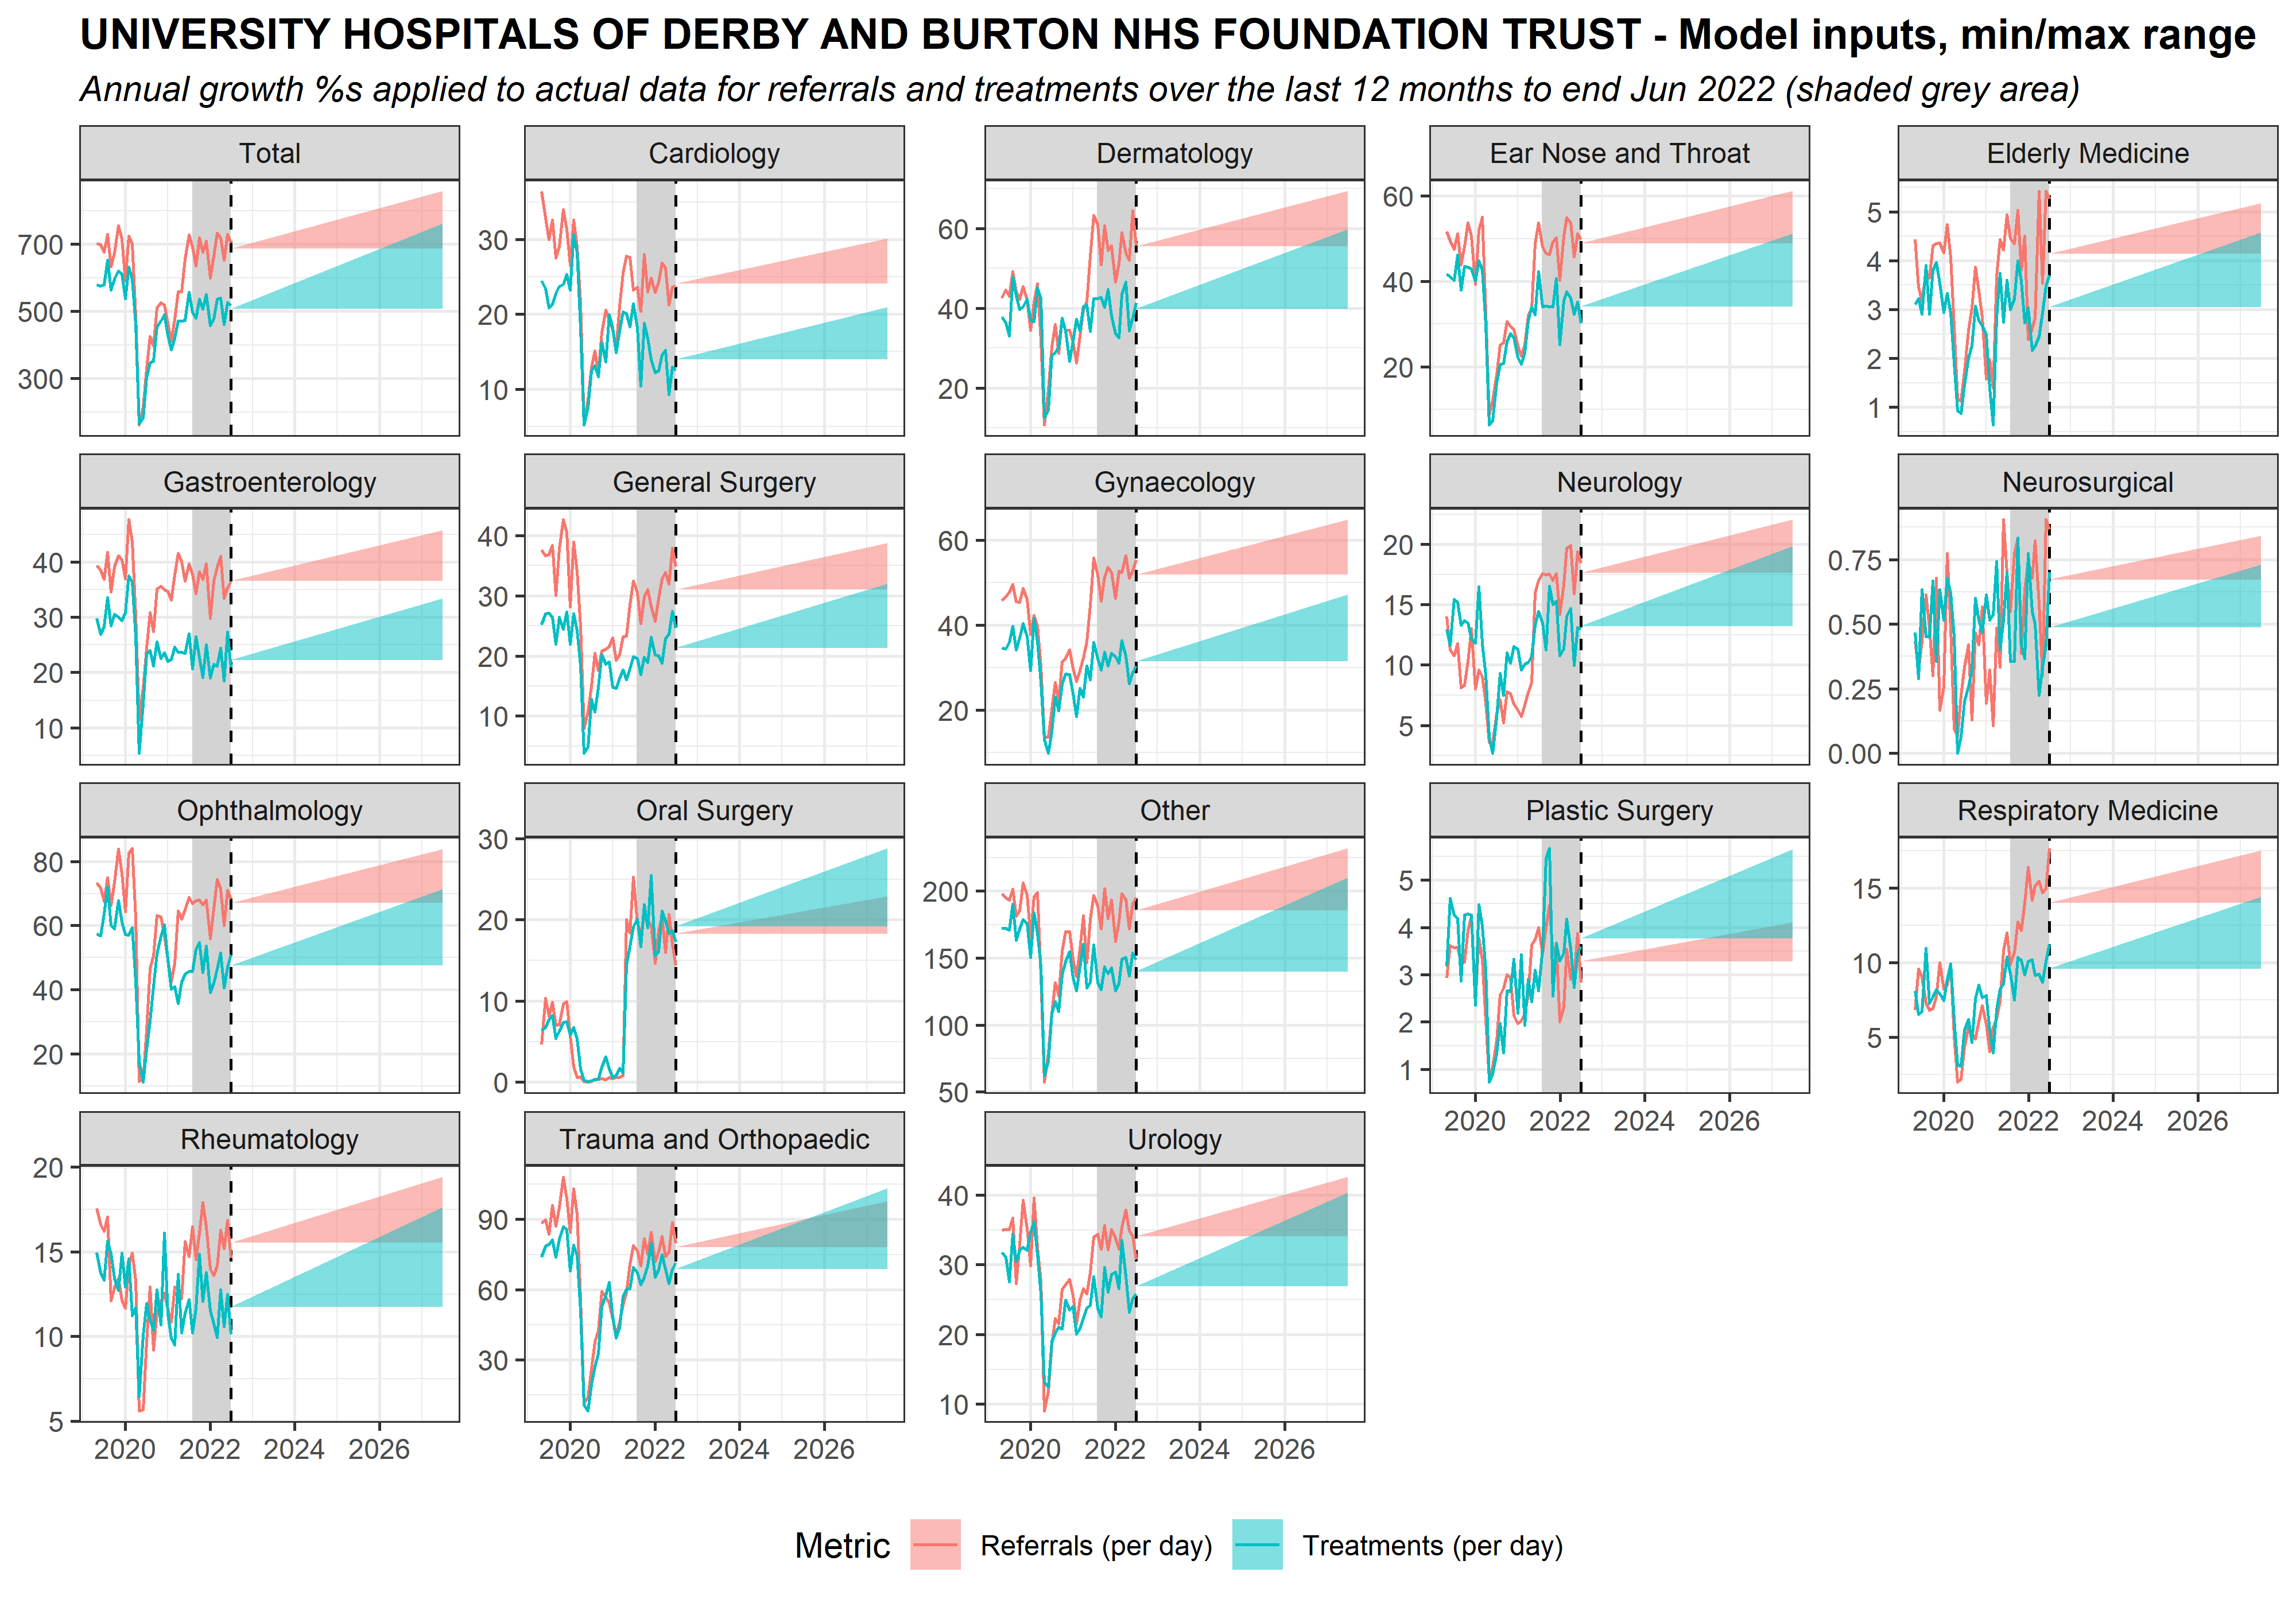 UNIVERSITY HOSPITALS OF DERBY AND BURTON NHS FOUNDATION TRUST - Model inputs, min/max range
Annual growth %s applied to actual data for referrals and treatments over the last 12 months to end Jun 2022 (shaded grey area)
Total
Cardiology
Dermatology
Ear Nose and Throat
Elderly Medicine
700
500
300
30
20
10
60
40
20
60
40
20
5
4
3
2
1
Gastroenterology
General Surgery
Gynaecology
Neurology
Neurosurgical
40
30
20
10
40
30
20
10
60
40
20
20
15
10
5
0.75
0.50
0.25
0.00
Ophthalmology
Oral Surgery
Other
Plastic Surgery
Respiratory Medicine
80
60
40
20
30
20
10
0
200
150
100
50
5
4
3
2
1
15
10
5
2020 2022 2024 2026
2020 2022 2024 2026
Rheumatology
Trauma and Orthopaedic
Urology
20
15
10
5
90
60
30
40
30
20
10
2020 2022 2024 2026
2020 2022 2024 2026
2020 2022 2024 2026
Metric Referrals (per day) Treatments (per day)